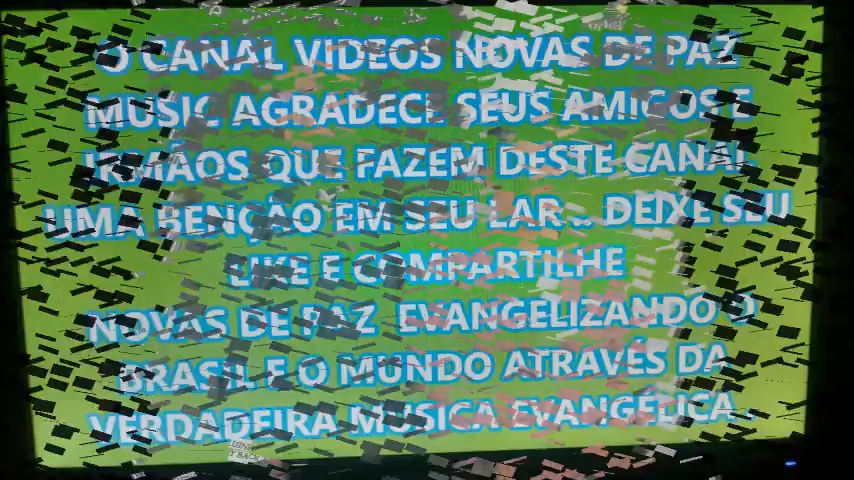 O CANAL VIDEOS NOVAS DE PAZ
MUSIC AGRADECE SEUS AMIGOS E
IRMÃOS QUE FAZEM DESTE CANAL
UMA BENÇÃO EM SEU LAR... DEIXE SEU
LIKE E COMPARTILHE
NOVAS DE PAZ EVANGELIZANDO O
BRASIL E O MUNDO ATRAVÉS DA
VERDADEIRA MUSICA EVANGÉLICA.